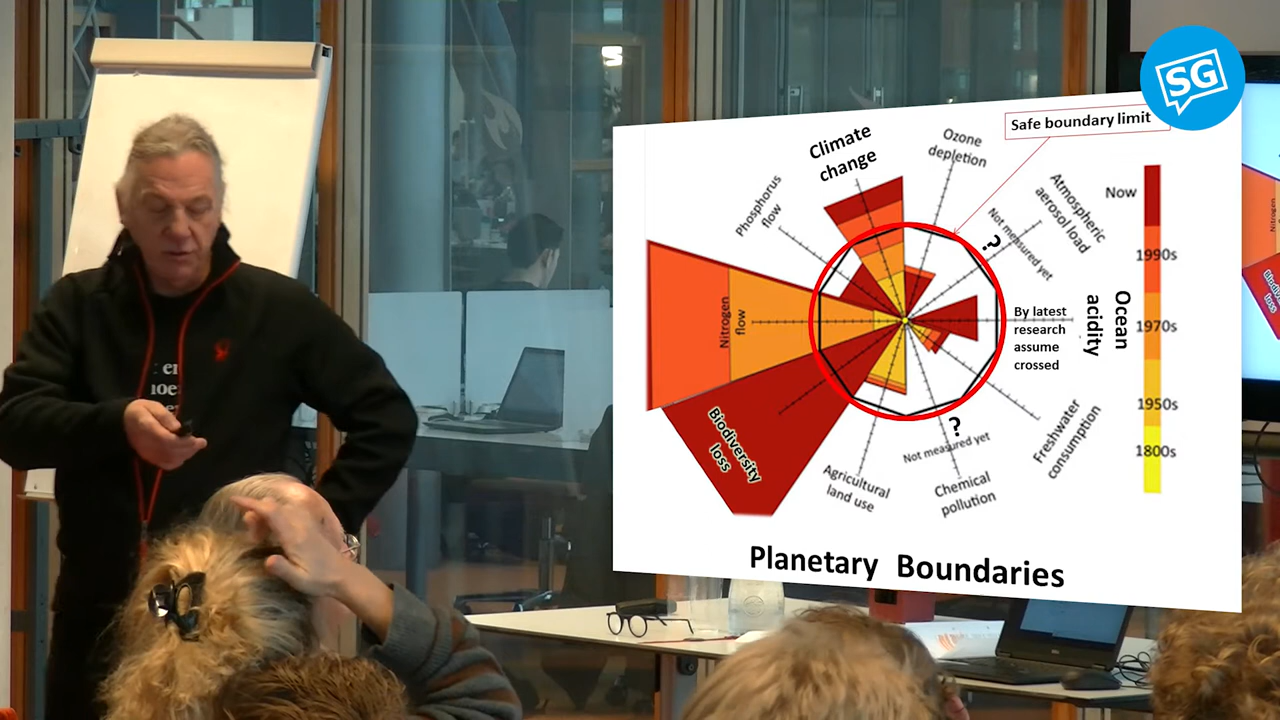 SG
Safe boundary limit
Climate
change
Ozone
depletion
Phosphorus
flow
Atmospheric
aerosol load
Not measured yet
?
Now
1990s
1970s
1950s
1800s
Nitrogen
flow
By latest
research
assume
crossed
Ocean
acidity
Biodiversity
loss
?
Not measured yet
Freshwater
consumption
Agricultural
land use
Chemical
pollution
Planetary Boundaries
Nitrogen
loss